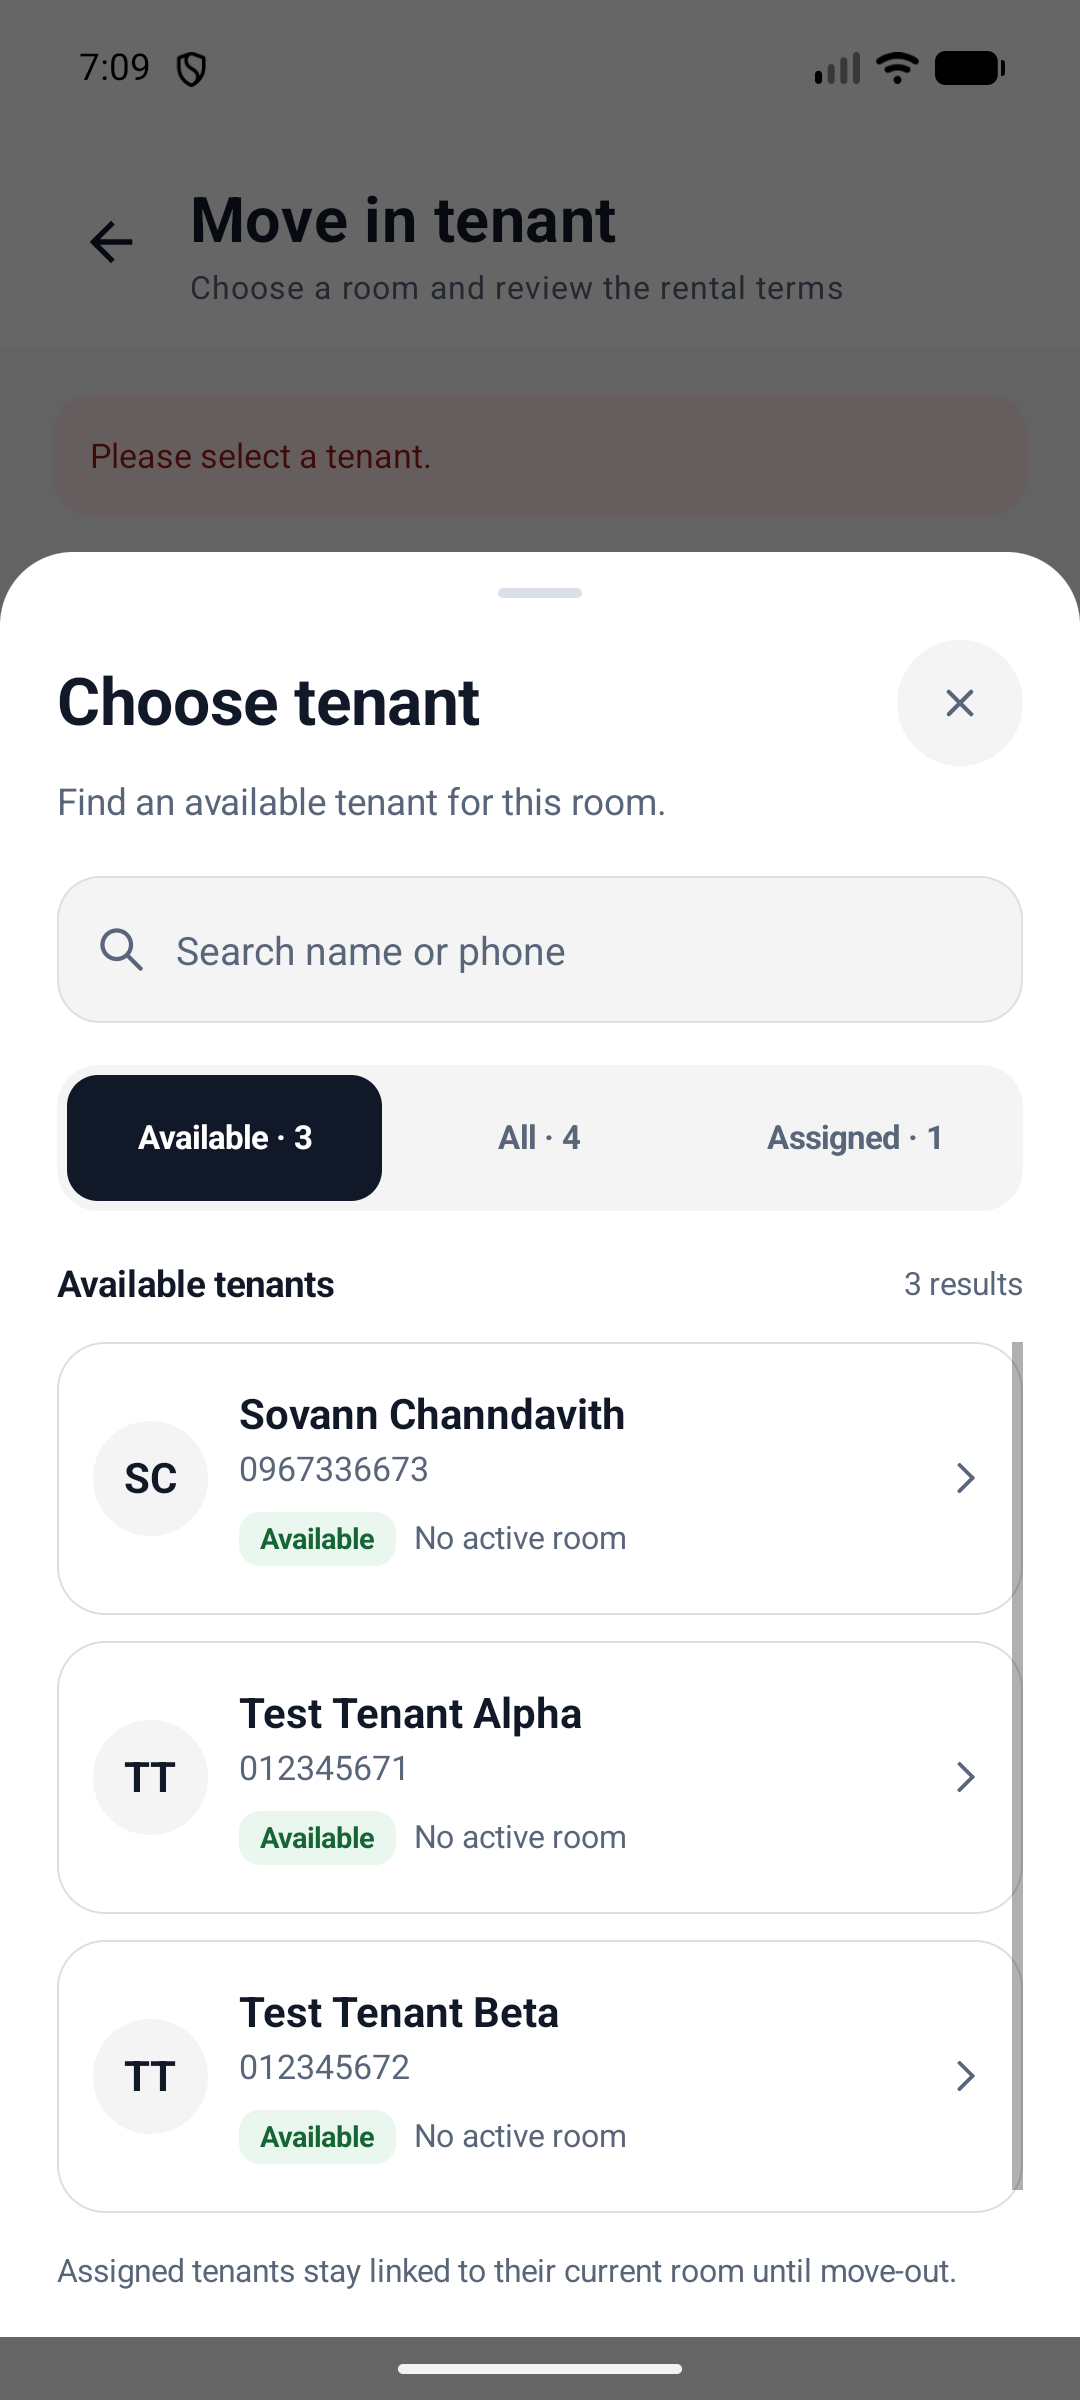 7:09
Move in tenant
Choose a room and review the rental terms
Please select a tenant.
Choose tenant
Find an available tenant for this room.
Search name or phone
Available · 3
All · 4
Assigned · 1
Available tenants
3 results
SC
Sovann Channdavith
0967336673
Available
No active room
TT
Test Tenant Alpha
012345671
Available
No active room
TT
Test Tenant Beta
012345672
Available
No active room
Assigned tenants stay linked to their current room until move-out.